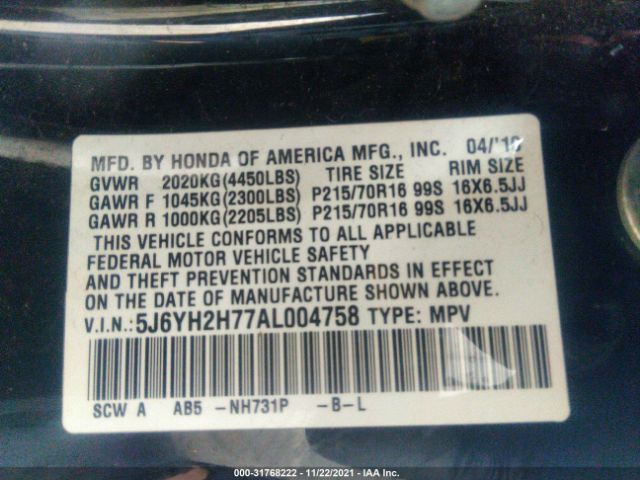 MFD. BY HONDA OF AMERICA MFG., INC. 04/'10
GVWR 2020KG(4450LBS) TIRE SIZE RIM SIZE
GAWR F 1045KG(2300LBS) P215/70R16 99S 16X6.5JJ
GAWR R 1000KG(2205LBS) P215/70R16 99S 16X6.5JJ
THIS VEHICLE CONFORMS TO ALL APPLICABLE
FEDERAL MOTOR VEHICLE SAFETY
AND THEFT PREVENTION STANDARDS IN EFFECT
ON THE DATE OF MANUFACTURE SHOWN ABOVE.
V.I.N.:5J6YH2H77AL004758 TYPE: MPV
SCW A AB5 -NH731P -B-L
000-31768222 - 11/22/2021 - IAA Inc.